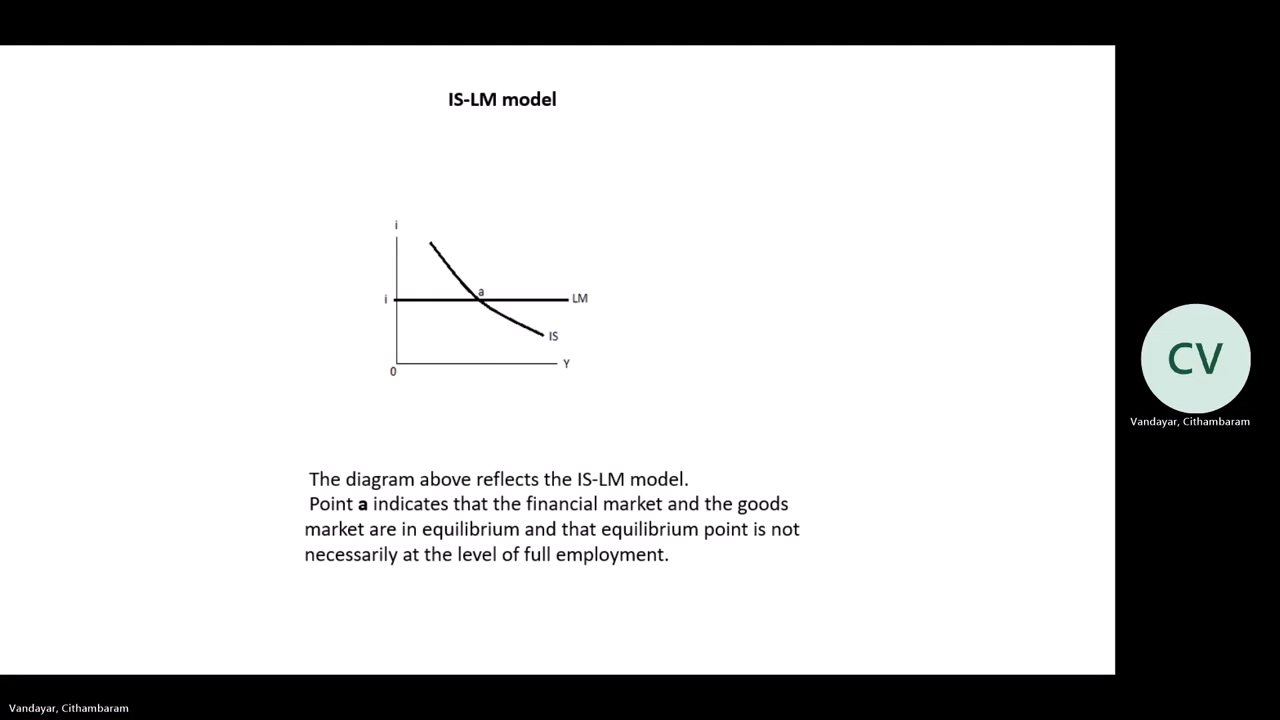 IS-LM model
i
i
a
LM
IS
Y
0
The diagram above reflects the IS-LM model.
Point a indicates that the financial market and the goods
market are in equilibrium and that equilibrium point is not
necessarily at the level of full employment.
CV
Vandayar, Cithambaram
Vandayar, Cithambaram